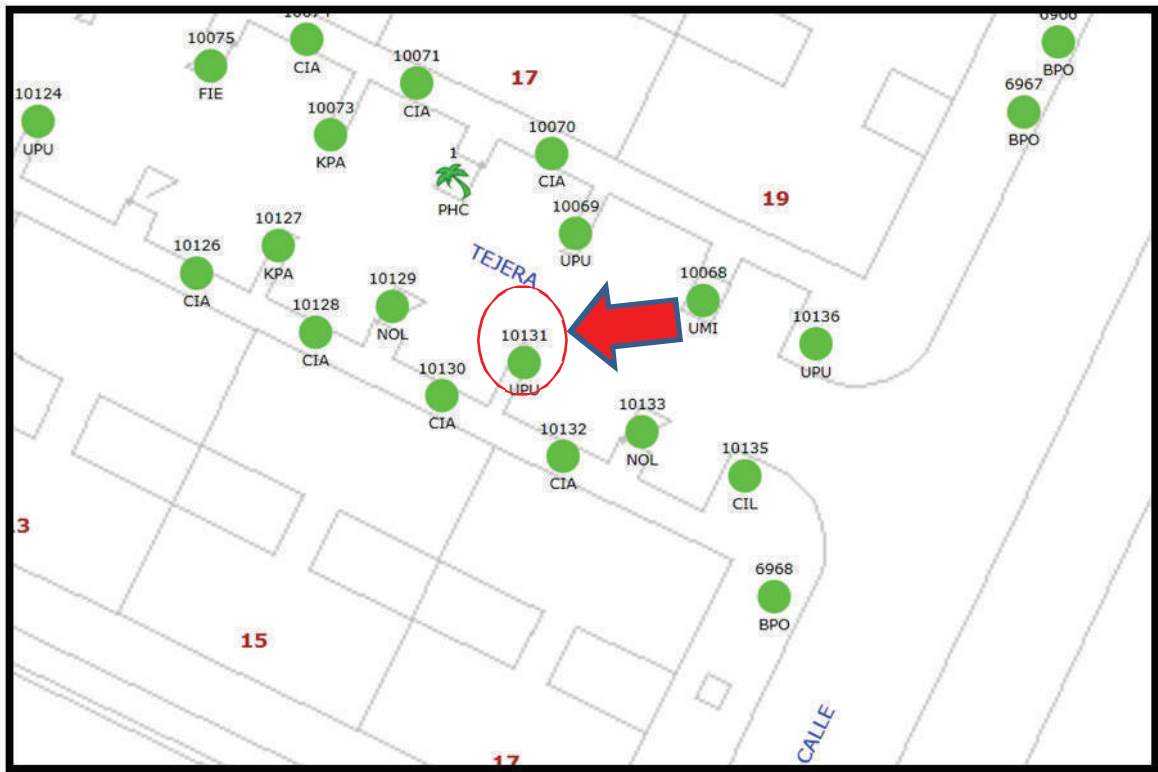 10074
CIA
6966
BPO
10075
FIE
10071
CIA
17
6967
BPO
10124
UPU
10073
KPA
10070
CIA
1
PHC
19
10069
UPU
10127
KPA
10126
CIA
TEJERA
10129
NOL
10068
UMI
10128
CIA
10136
UPU
10131
UPU
10130
CIA
10133
NOL
10132
CIA
10135
CIL
13
6968
BPO
15
CALLE
17